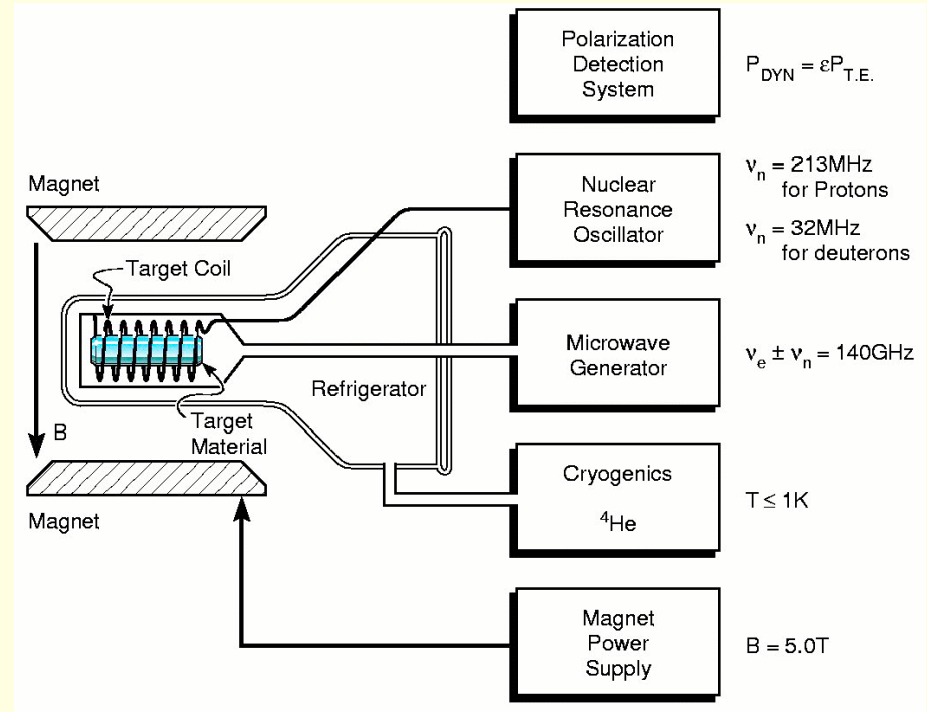 Polarization
Detection
System
P_DYN = εP_T.E.
Magnet
Nuclear
Resonance
Oscillator
ν_n = 213MHz
for Protons
ν_n = 32MHz
for deuterons
Target Coil
Microwave
Generator
ν_e ± ν_n = 140GHz
Refrigerator
Target
Material
B
Cryogenics
⁴He
T ≤ 1K
Magnet
Magnet
Power
Supply
B = 5.0T